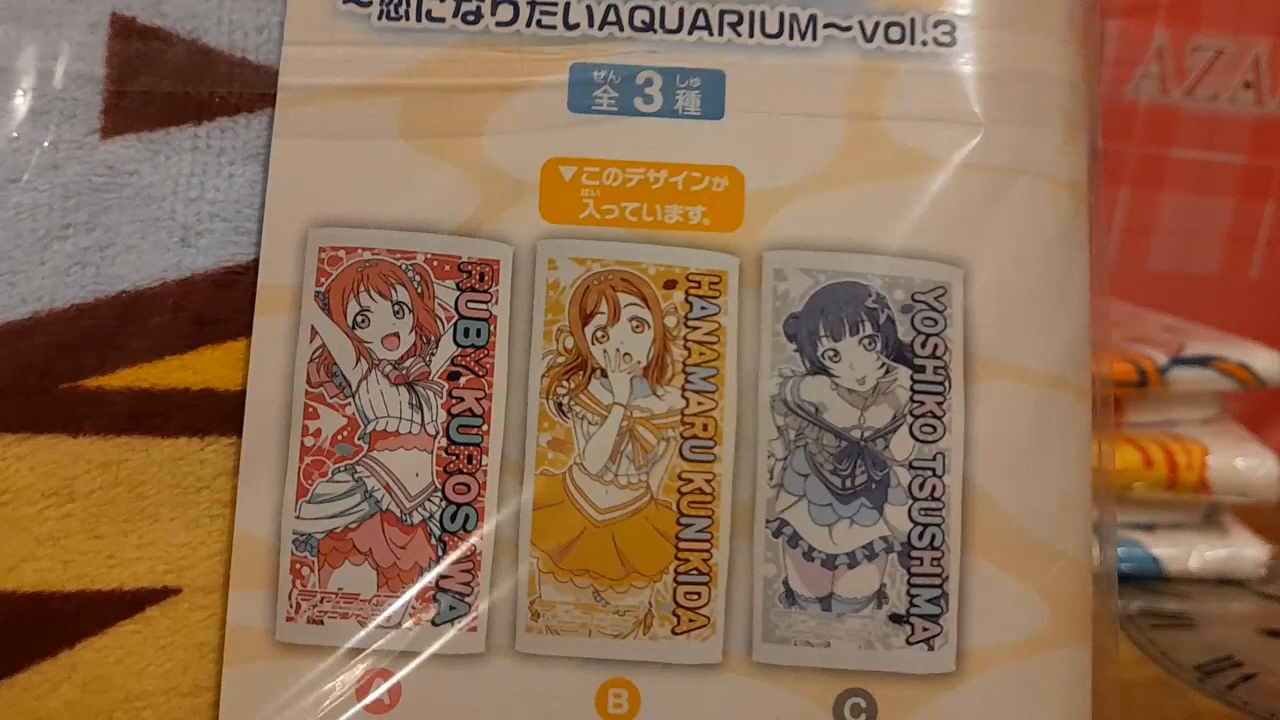 ~恋になりたいAQUARIUM~vol.3
ぜん しゅ
全3種
▼このデザインが
はい
入っています。
RUBY KUROSAWA
HANAMARU KUNIKIDA
YOSHIKO TSUSHIMA
A
B
C
AZA